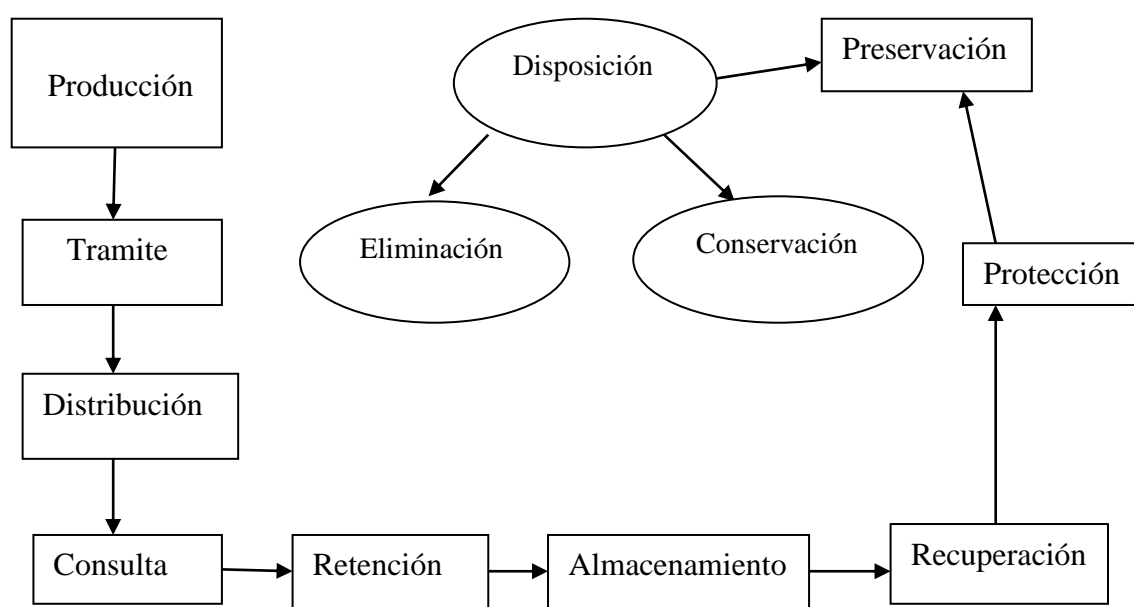 Producción
Disposición
Preservación
Tramite
Eliminación
Conservación
Protección
Distribución
Consulta
Retención
Almacenamiento
Recuperación